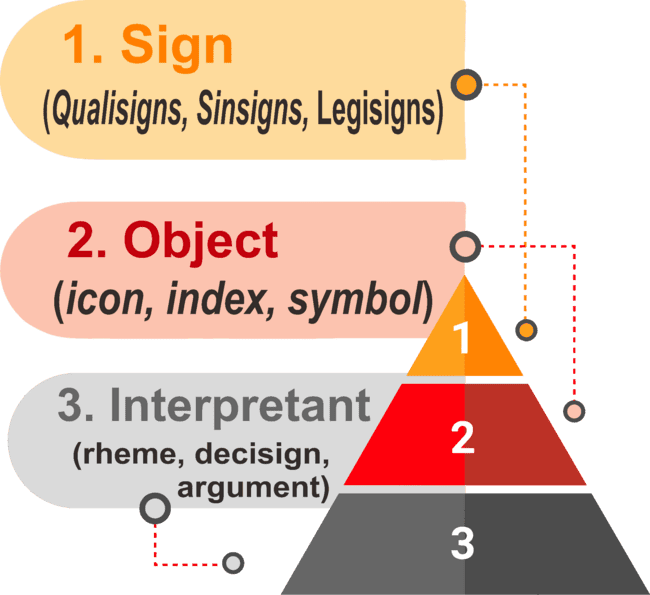 1. Sign
(Qualisigns, Sinsigns, Legisigns)
2. Object
(icon, index, symbol)
3. Interpretant
(rheme, decisign,
argument)
1
2
3